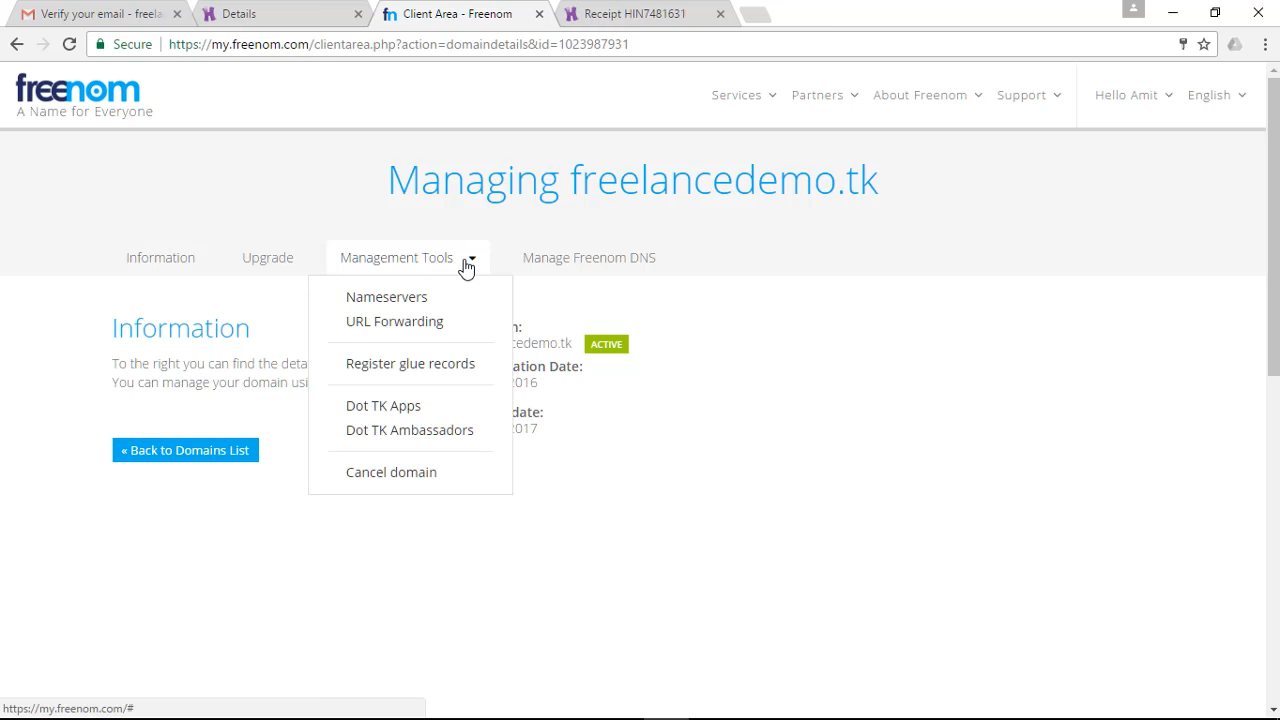 Verify your email - freela
Details
Client Area - Freenom
Receipt HIN7481631
Secure
https://my.freenom.com/clientarea.php?action=domaindetails&id=1023987931
freenom
A Name for Everyone
Services
Partners
About Freenom
Support
Hello Amit
English
Managing freelancedemo.tk
Information
Upgrade
Management Tools
Manage Freenom DNS
Nameservers
URL Forwarding
Register glue records
Dot TK Apps
Dot TK Ambassadors
Cancel domain
Information
To the right you can find the deta
You can manage your domain usi
« Back to Domains List
n:
cedemo.tk
ACTIVE
ation Date:
2016
date:
2017
https://my.freenom.com/#